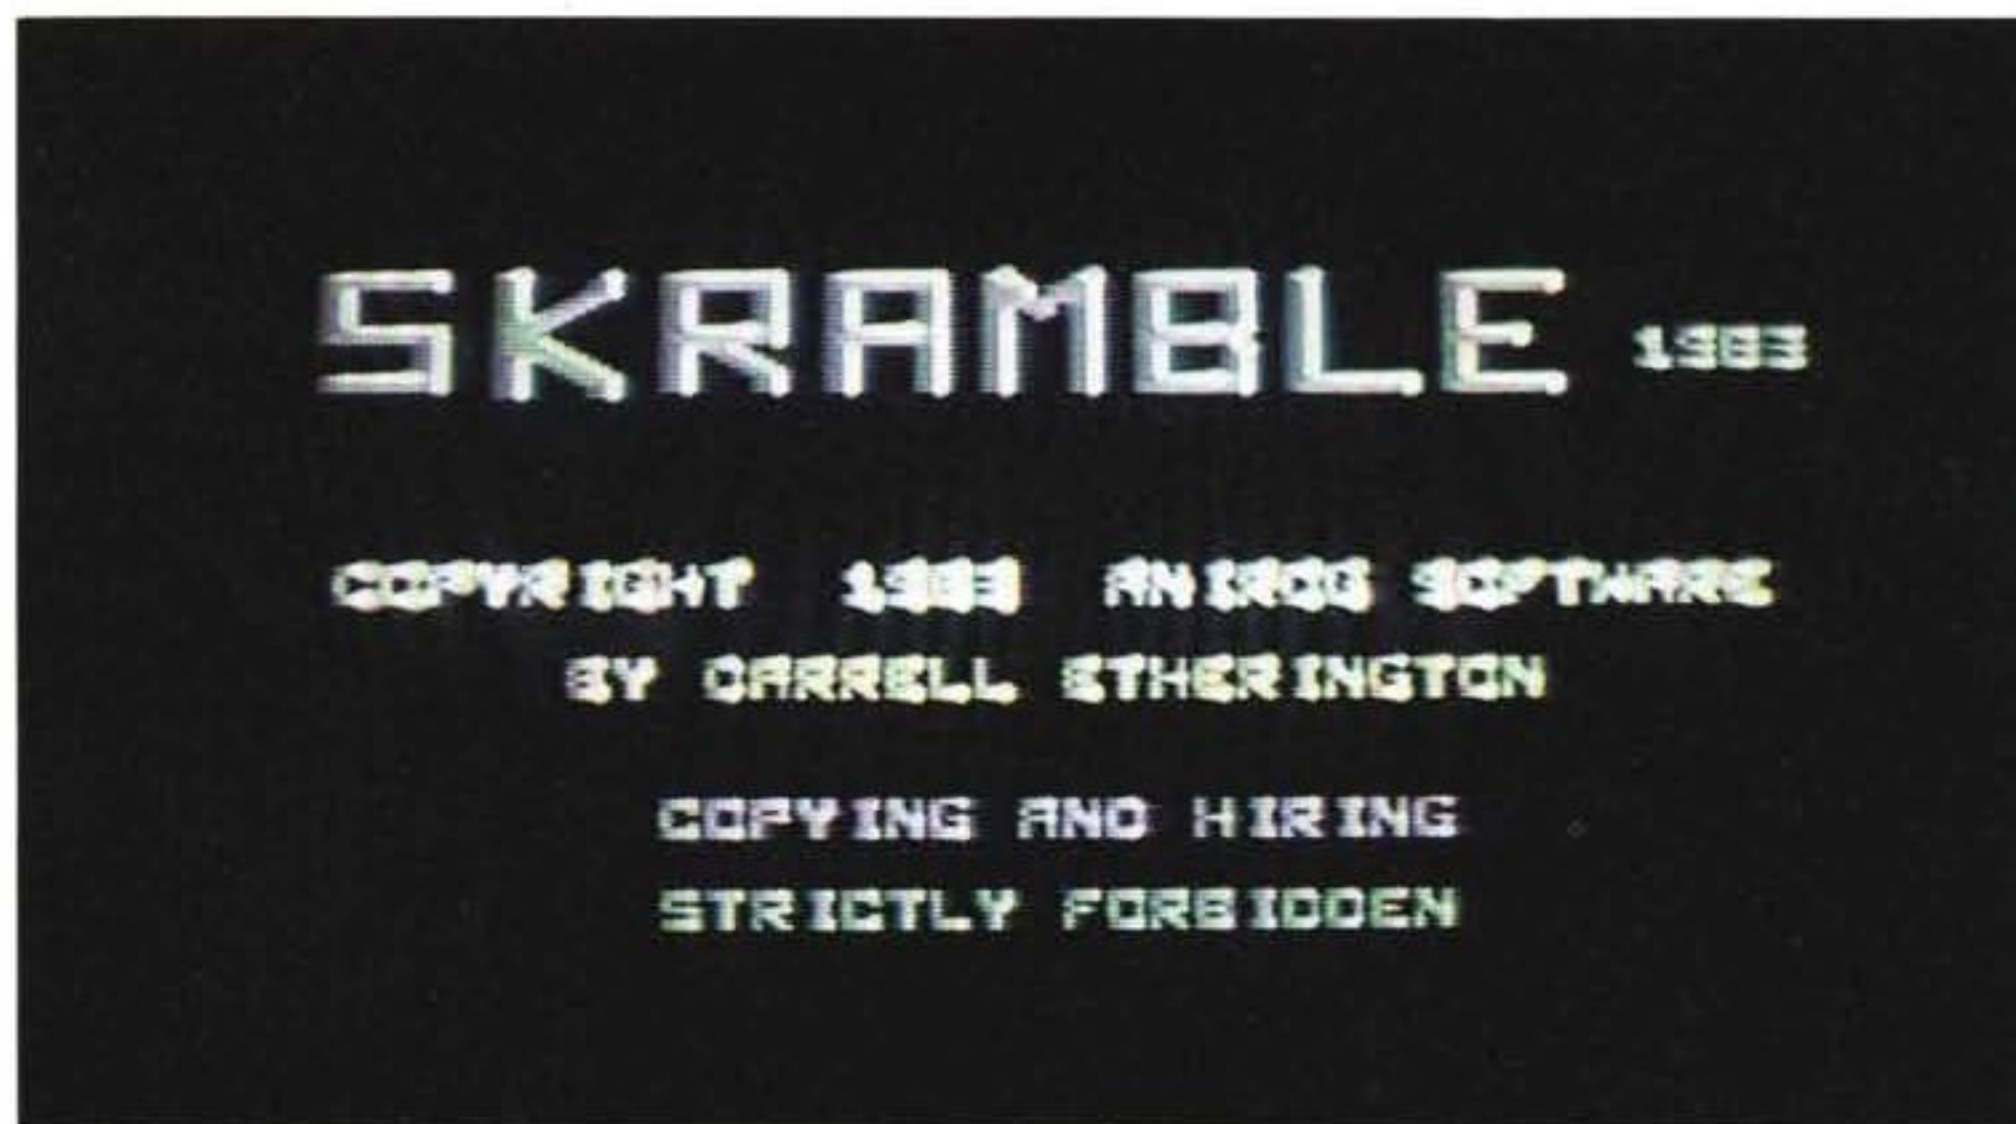 SKRAMBLE 1983
COPYRIGHT 1983 ANIROG SOFTWARE
BY DARRELL ETHERINGTON
COPYING AND HIRING
STRICTLY FORBIDDEN